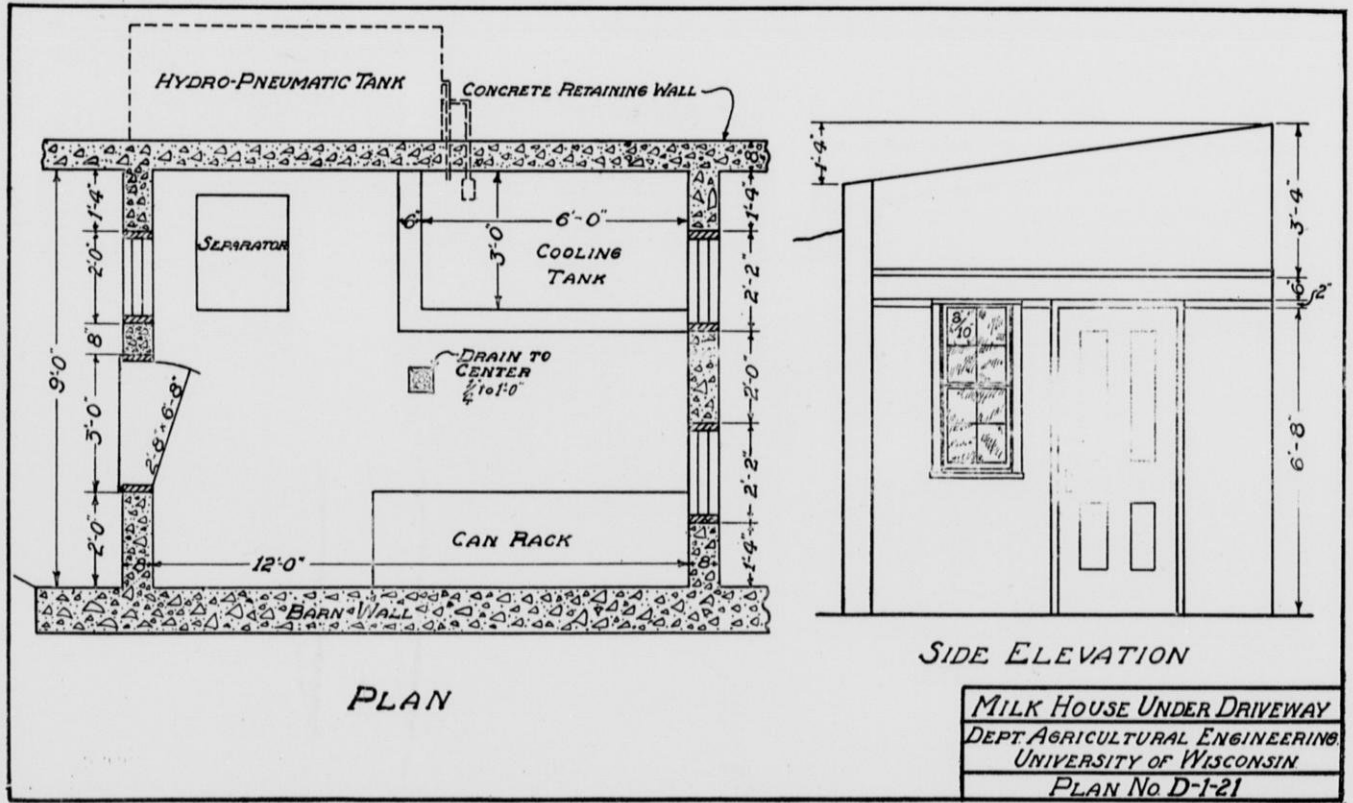 HYDRO-PNEUMATIC TANK
CONCRETE RETAINING WALL
8"
1'-4"
2'-0"
8"
3'-0"
2'-0"
9'-0"
SEPARATOR
6"
6'-0"
3'-0"
COOLING
TANK
1'-4"
2'-2"
2'-0"
2'-2"
1'-4"
DRAIN TO
CENTER
to 1'-0"
2'-8" x 6'-8"
CAN RACK
8"
12'-0"
8"
BARN WALL
PLAN
1'-4"
3'-4"
6"
2"
8"
10"
6'-8"
SIDE ELEVATION
MILK HOUSE UNDER DRIVEWAY
DEPT. AGRICULTURAL ENGINEERING
UNIVERSITY OF WISCONSIN
PLAN NO. D-1-21